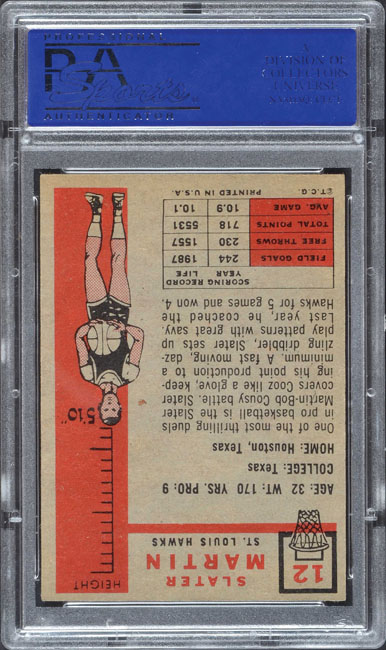 PROFESSIONAL
PSA
AUTHENTICATOR
A
DIVISION OF
COLLECTORS
UNIVERSE
12
SLATER
MARTIN
ST. LOUIS HAWKS
HEIGHT
5'10"
AGE: 32 WT: 170 YRS. PRO: 9
COLLEGE: Texas
HOME: Houston, Texas
One of the most thrilling duels
in pro basketball is the Slater
Martin-Bob Cousy battle. Slater
covers Cooz like a glove, keep-
ing his point production to a
minimum. A fast moving, daz-
zling dribbler, Slater sets up
play patterns with great savy.
Last year, he coached the
Hawks for 5 games and won 4.
SCORING RECORD
YEAR LIFE
FIELD GOALS 244 1987
FREE THROWS 230 1557
TOTAL POINTS 718 5531
AVG. GAME 10.9 10.1
©T.C.G. PRINTED IN U.S.A.